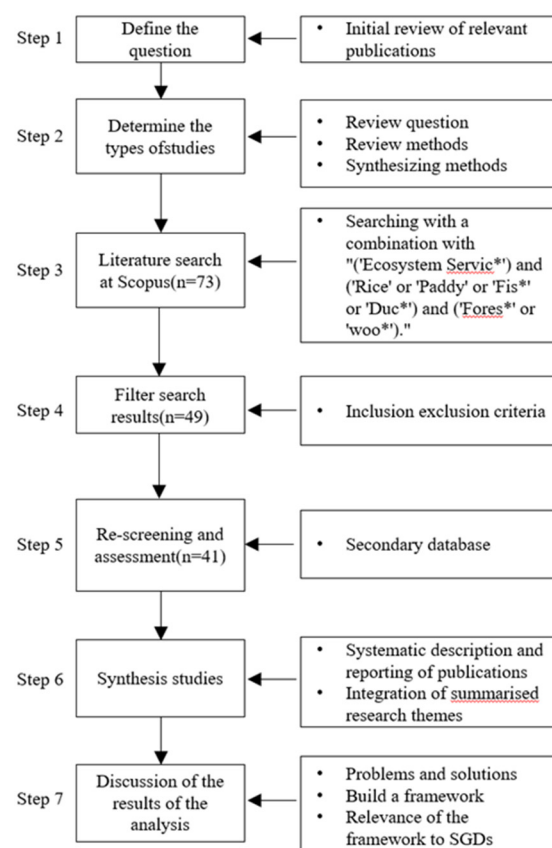 Step 1
Define the
question
• Initial review of relevant
publications
Step 2
Determine the
types ofstudies
• Review question
• Review methods
• Synthesizing methods
Step 3
Literature search
at Scopus(n=73)
• Searching with a
combination with
"('Ecosystem Servic*') and
('Rice' or 'Paddy' or 'Fis*'
or 'Duc*') and ('Fores*' or
'woo*')."
Step 4
Filter search
results(n=49)
• Inclusion exclusion criteria
Step 5
Re-screening and
assessment(n=41)
• Secondary database
Step 6
Synthesis studies
• Systematic description and
reporting of publications
• Integration of summarised
research themes
Step 7
Discussion of the
results of the
analysis
• Problems and solutions
• Build a framework
• Relevance of the
framework to SGDs